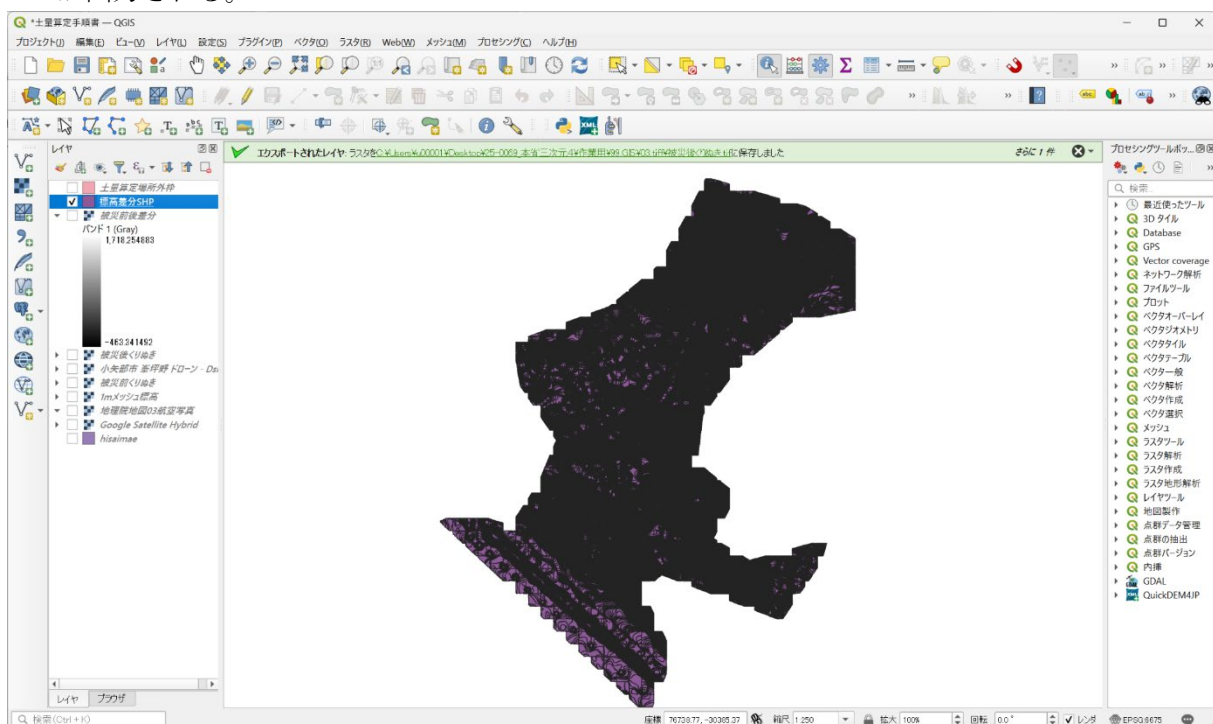 *土量算定手順書 — QGIS
プロジェクト(J) 編集(E) ビュー(V) レイヤ(L) 設定(S) プラグイン(P) ベクタ(O) ラスタ(R) Web(W) メッシュ(M) プロセシング(C) ヘルプ(H)
レイヤ
エクスポートされたレイヤ: ラスタを
に保存しました
さらに 1 件
土量算定場所外枠
標高差分SHP
被災前後差分
バンド 1 (Gray)
1,718.254883
-463.341492
被災後くりぬき
小矢部市 峯坪野 ドローン - Ds
被災前くりぬき
1mメッシュ標高
地理院地図03航空写真
Google Satellite Hybrid
hisaimae
レイヤ ブラウザ
プロセシングツールボッ...
検索...
最近使ったツール
3D タイル
Database
GPS
Vector coverage
ネットワーク解析
ファイルツール
プロット
ベクタオーバーレイ
ベクタジオメトリ
ベクタタイル
ベクタテーブル
ベクタ一般
ベクタ解析
ベクタ作成
ベクタ選択
メッシュ
ラスタツール
ラスタ解析
ラスタ作成
ラスタ地形解析
レイヤツール
地図製作
点群データ管理
点群の抽出
点群バージョン
内挿
GDAL
QuickDEM4JP
検索(Ctrl + K)
座標 76738.77, -30385.37 縮尺 1:250 拡大 100% 回転 0.0° レンダ EPSG:6675